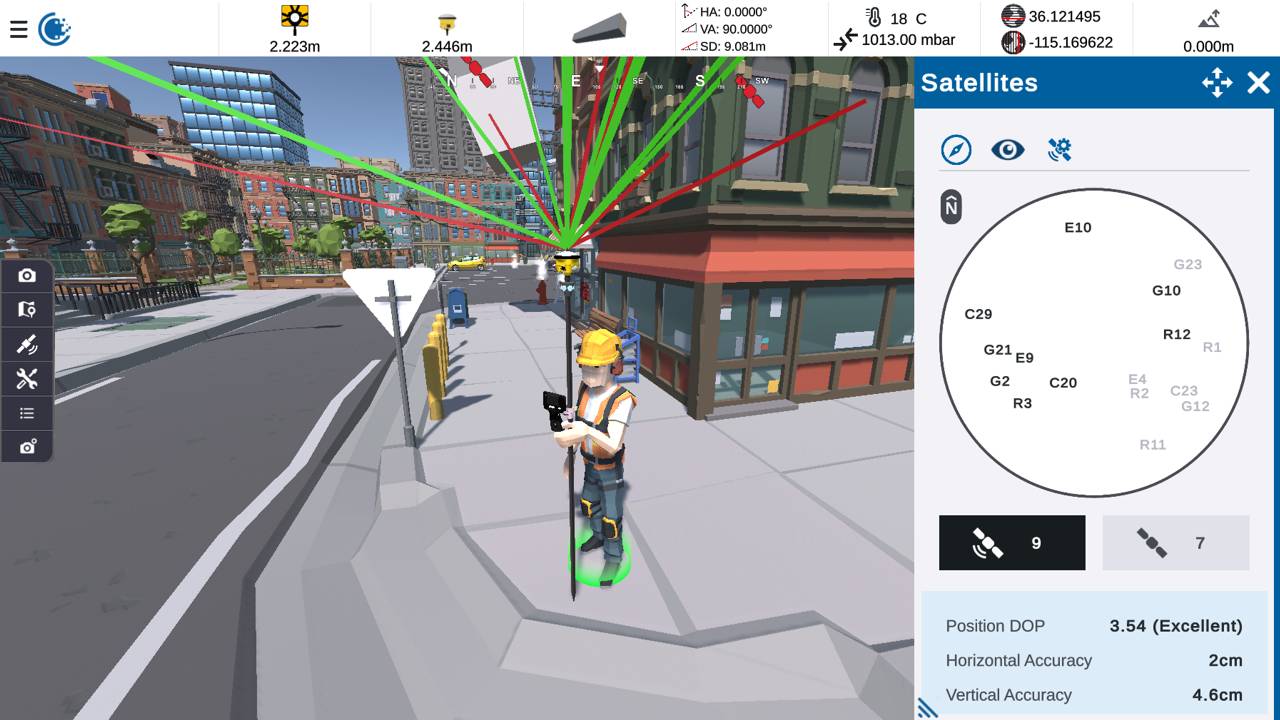 2.223m
2.446m
HA: 0.0000°
VA: 90.0000°
SD: 9.081m
18 C
1013.00 mbar
36.121495
-115.169622
0.000m
N
E
SE
S
SW
Satellites
N
E10
G23
G10
C29
R12
R1
G21
E9
G2
C20
E4
R2
C23
G12
R3
R11
9
7
Position DOP 3.54 (Excellent)
Horizontal Accuracy 2cm
Vertical Accuracy 4.6cm